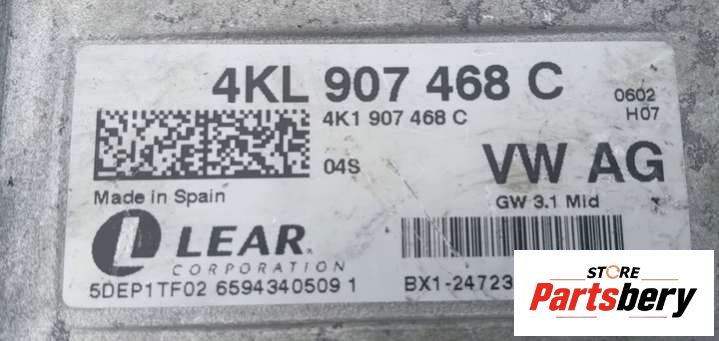 4KL 907 468 C
0602
H07
4K1 907 468 C
04S
VW AG
Made in Spain
GW 3.1 Mid
L LEAR
CORPORATION
5DEP1TF02 6594340509 1
BX1-24723
STORE
Partsbery